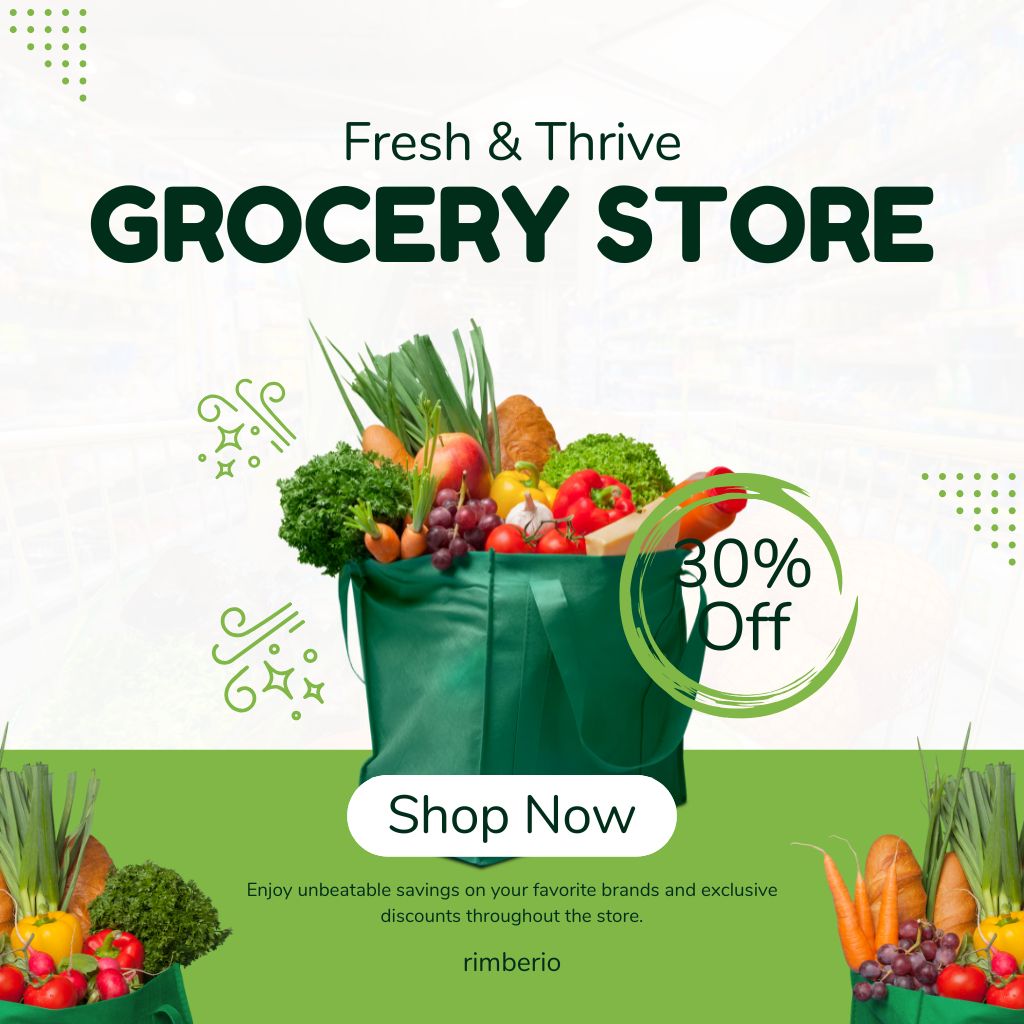 Fresh & Thrive
GROCERY STORE
30%
Off
Shop Now
Enjoy unbeatable savings on your favorite brands and exclusive
discounts throughout the store.
rimberio